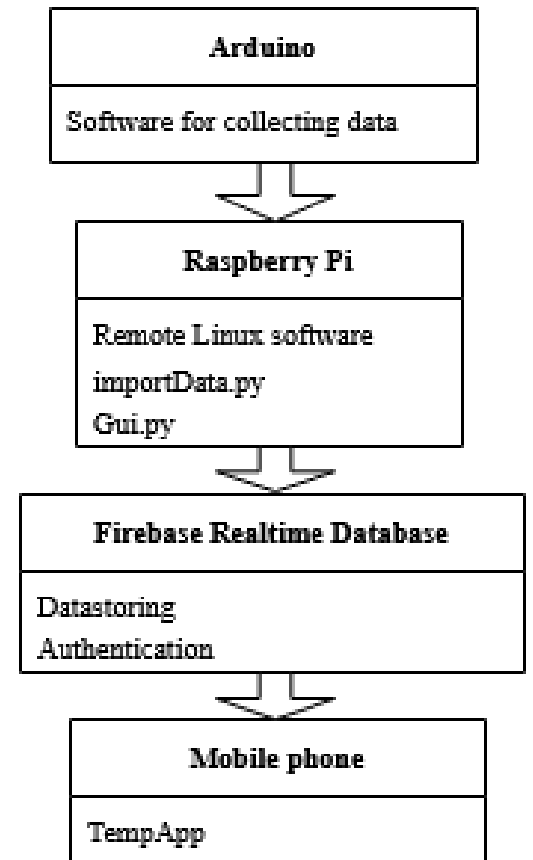 Arduino
Software for collecting data
Raspberry Pi
Remote Linux software
importData.py
Gui.py
Firebase Realtime Database
Datastoring
Authentication
Mobile phone
TempApp